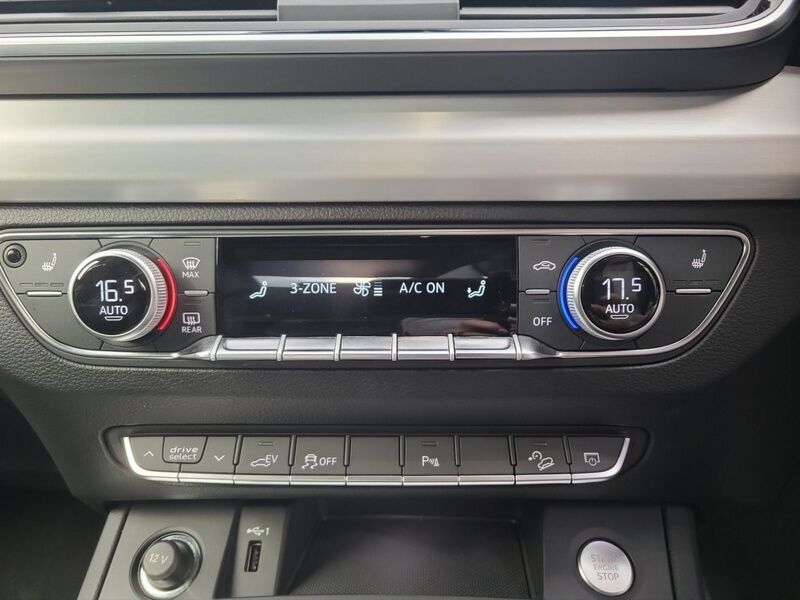 MAX
16.5
AUTO
REAR
3-ZONE
A/C ON
OFF
17.5
AUTO
drive
select
EV
OFF
P
12V
1
START
ENGINE
STOP